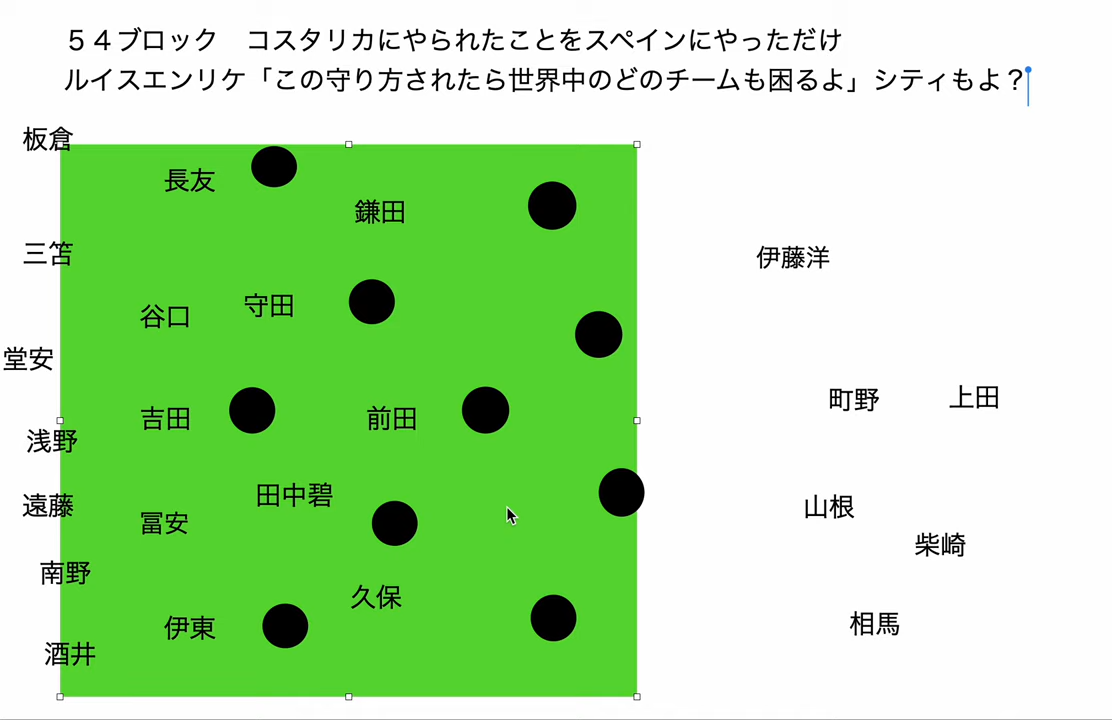 ５４ブロック　コスタリカにやられたことをスペインにやっただけ
ルイスエンリケ「この守り方されたら世界中のどのチームも困るよ」シティもよ？
板倉
長友
鎌田
三笘
伊藤洋
谷口
守田
堂安
町野
上田
吉田
前田
浅野
遠藤
田中碧
山根
冨安
柴崎
南野
久保
伊東
相馬
酒井